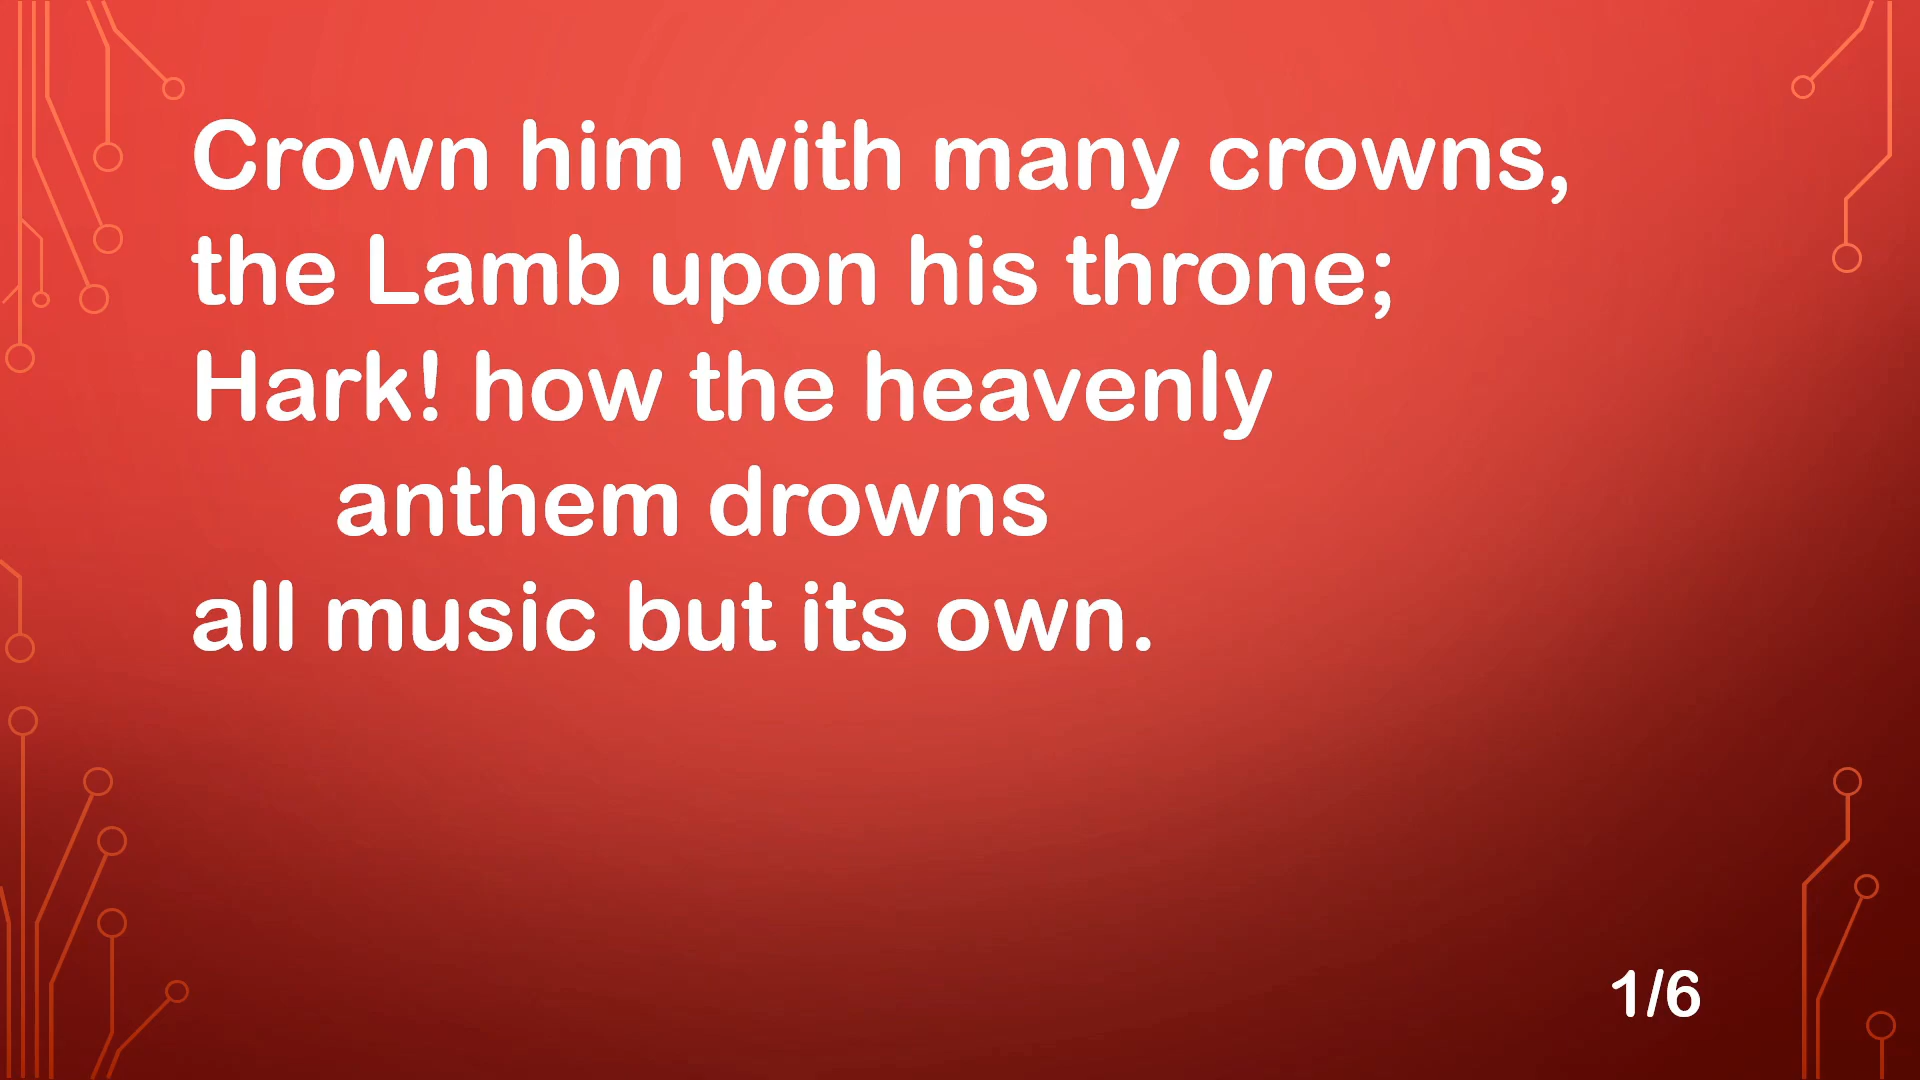 Crown him with many crowns,
the Lamb upon his throne;
Hark! how the heavenly
anthem drowns
all music but its own.
1/6